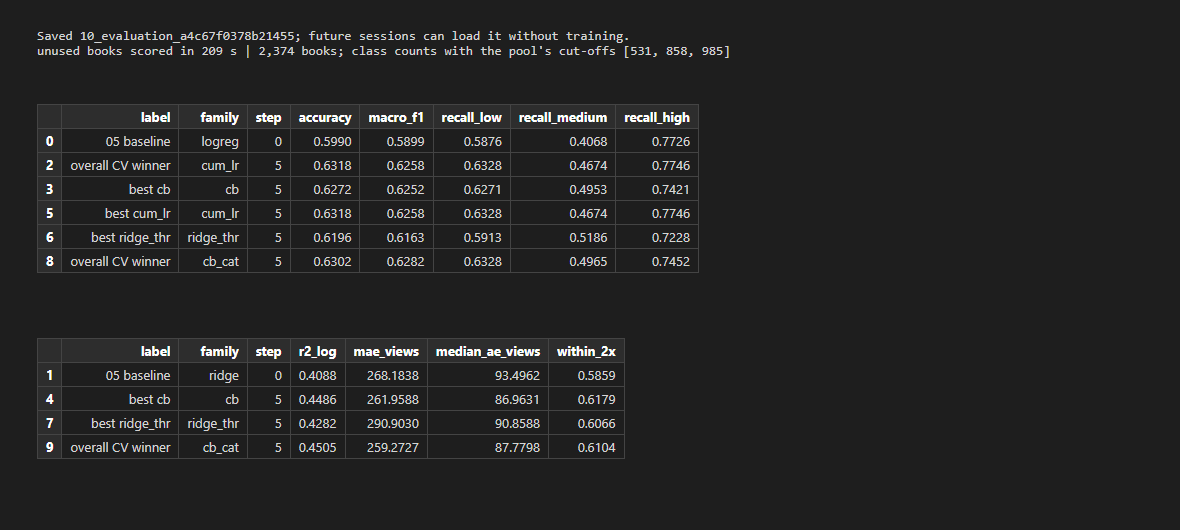 Saved 10_evaluation_a4c67f0378b21455; future sessions can load it without training.
unused books scored in 209 s | 2,374 books; class counts with the pool's cut-offs [531, 858, 985]
label family step accuracy macro_f1 recall_low recall_medium recall_high
0 05 baseline logreg 0 0.5990 0.5899 0.5876 0.4068 0.7726
2 overall CV winner cum_lr 5 0.6318 0.6258 0.6328 0.4674 0.7746
3 best cb cb 5 0.6272 0.6252 0.6271 0.4953 0.7421
5 best cum_lr cum_lr 5 0.6318 0.6258 0.6328 0.4674 0.7746
6 best ridge_thr ridge_thr 5 0.6196 0.6163 0.5913 0.5186 0.7228
8 overall CV winner cb_cat 5 0.6302 0.6282 0.6328 0.4965 0.7452
label family step r2_log mae_views median_ae_views within_2x
1 05 baseline ridge 0 0.4088 268.1838 93.4962 0.5859
4 best cb cb 5 0.4486 261.9588 86.9631 0.6179
7 best ridge_thr ridge_thr 5 0.4282 290.9030 90.8588 0.6066
9 overall CV winner cb_cat 5 0.4505 259.2727 87.7798 0.6104